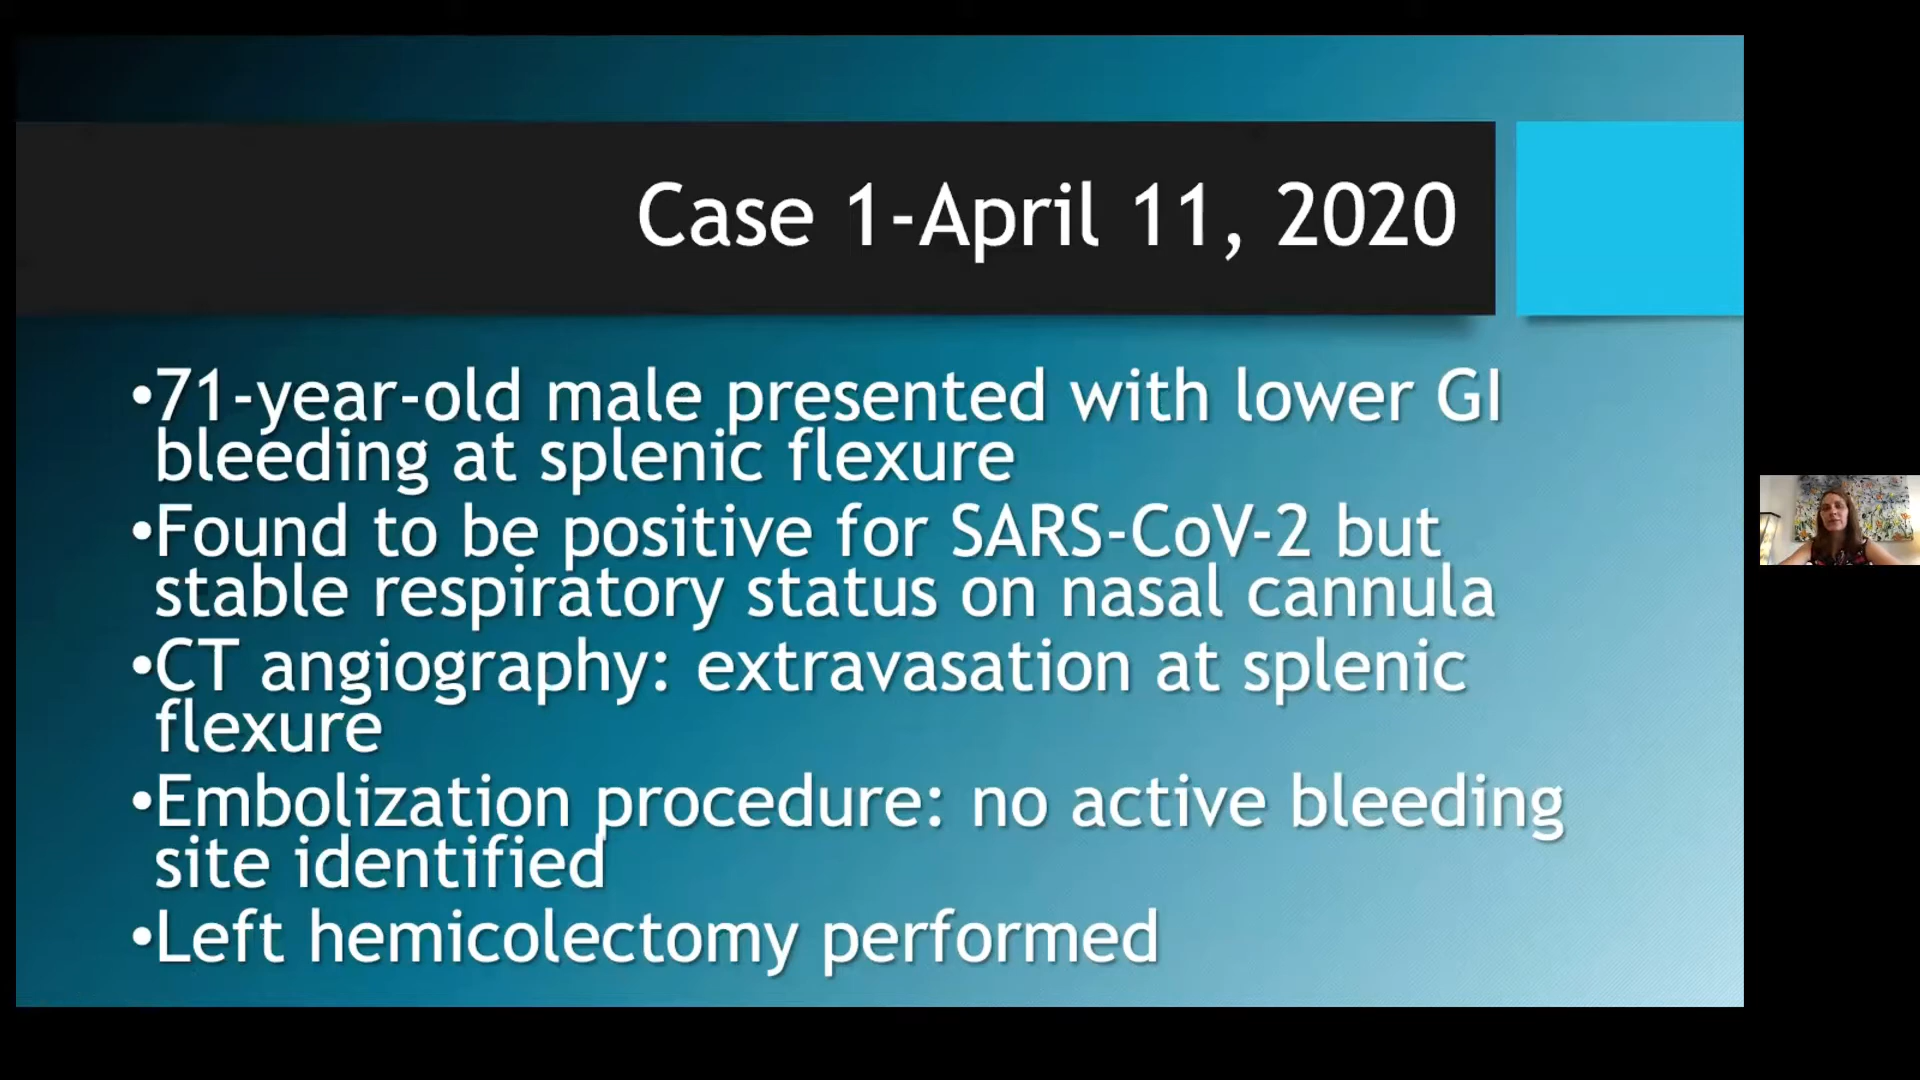 Case 1-April 11, 2020
•71-year-old male presented with lower GI
bleeding at splenic flexure
•Found to be positive for SARS-CoV-2 but
stable respiratory status on nasal cannula
•CT angiography: extravasation at splenic
flexure
•Embolization procedure: no active bleeding
site identified
•Left hemicolectomy performed